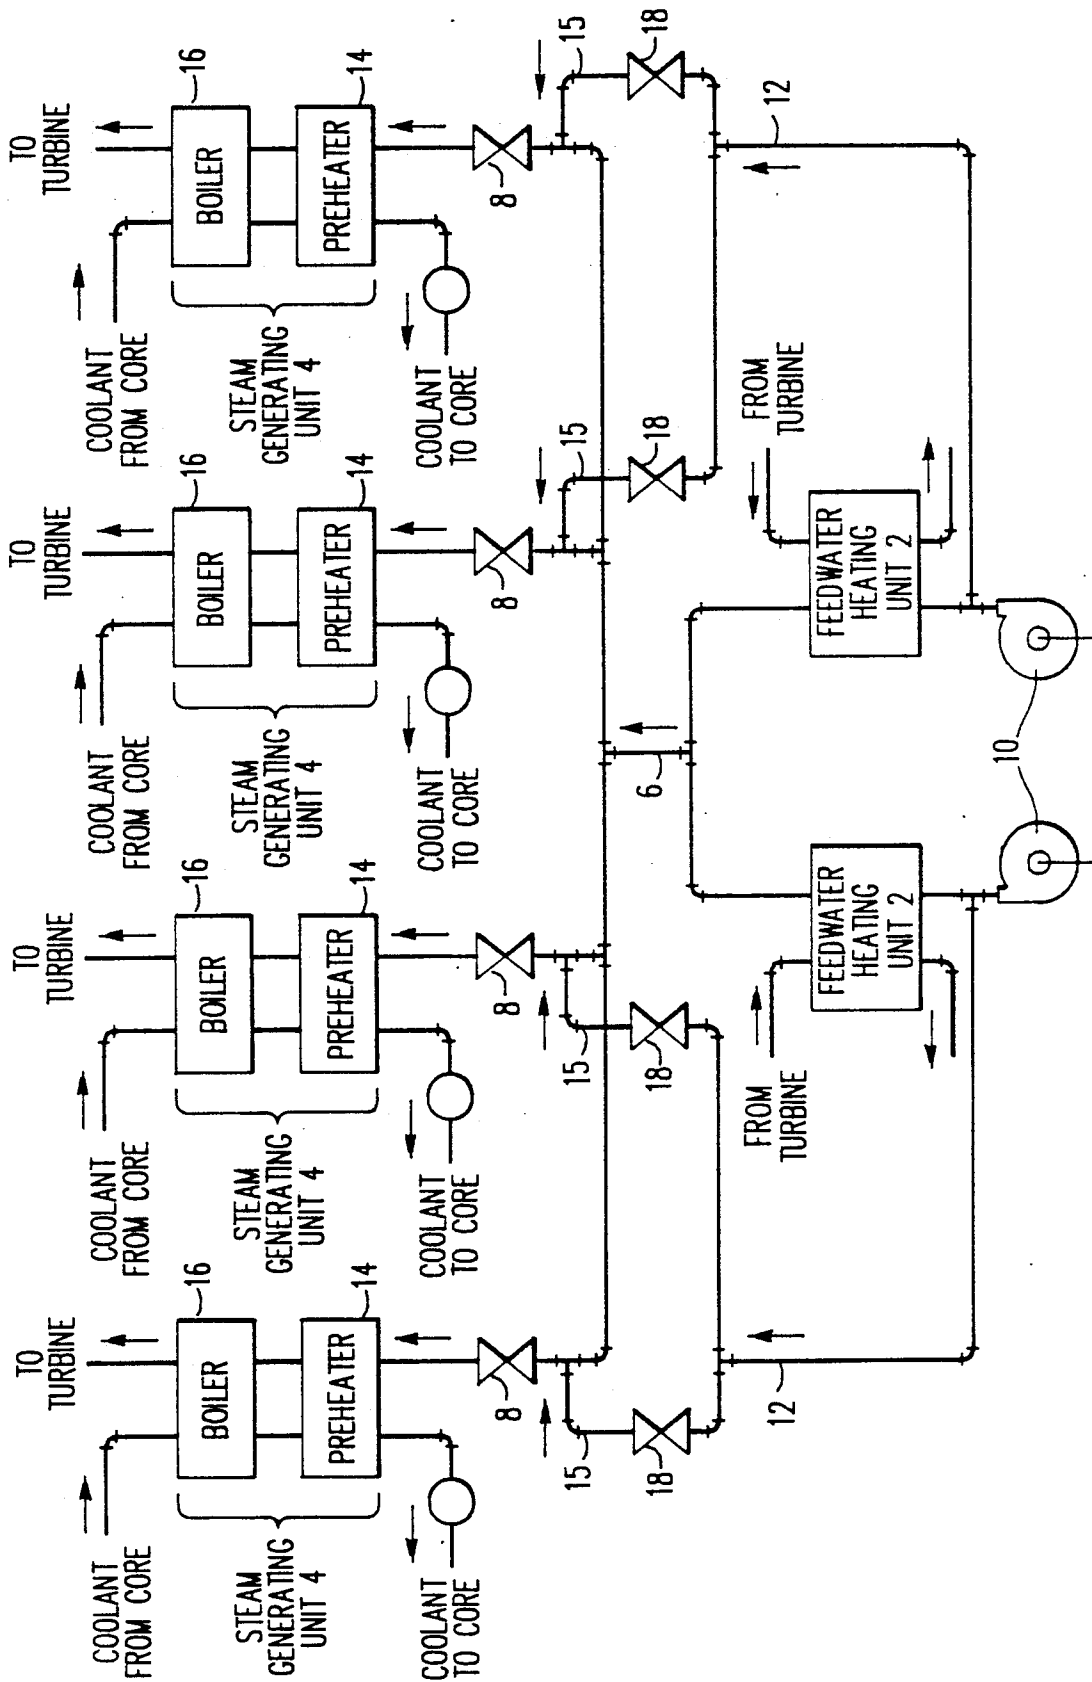 TO
TURBINE
16
COOLANT
FROM CORE
BOILER
14
STEAM
GENERATING
UNIT 4
PREHEATER
COOLANT
TO CORE
8
15
18
TO
TURBINE
16
COOLANT
FROM CORE
BOILER
14
STEAM
GENERATING
UNIT 4
PREHEATER
COOLANT
TO CORE
8
15
18
TO
TURBINE
16
COOLANT
FROM CORE
BOILER
14
STEAM
GENERATING
UNIT 4
PREHEATER
COOLANT
TO CORE
8
15
18
TO
TURBINE
16
COOLANT
FROM CORE
BOILER
14
STEAM
GENERATING
UNIT 4
PREHEATER
COOLANT
TO CORE
8
15
18
6
12
12
FROM
TURBINE
FEEDWATER
HEATING
UNIT 2
FEEDWATER
HEATING
UNIT 2
FROM
TURBINE
10